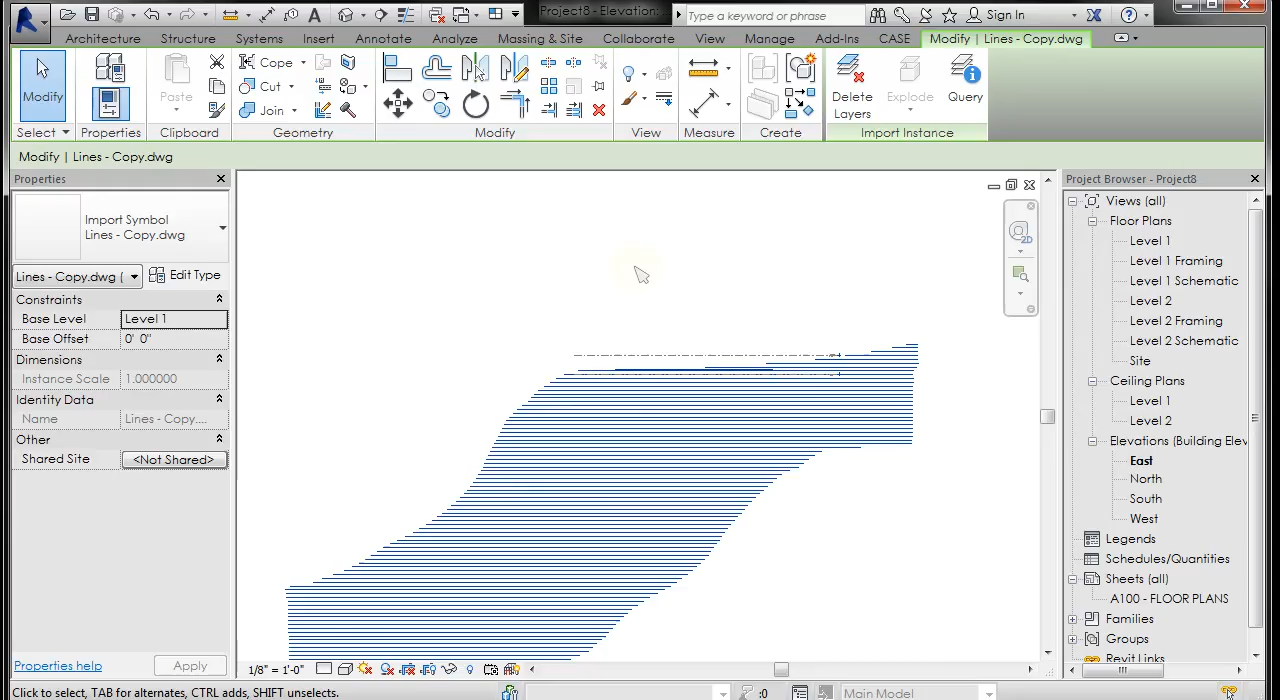 Project8 - Elevation:
Type a keyword or phrase
Sign In
Architecture Structure Systems Insert Annotate Analyze Massing & Site Collaborate View Manage Add-Ins CASE Modify | Lines - Copy.dwg
Modify
Paste
Cope
Cut
Join
Delete Layers
Explode
Query
Select Properties Clipboard Geometry Modify View Measure Create Import Instance
Modify | Lines - Copy.dwg
Properties
Import Symbol
Lines - Copy.dwg
Lines - Copy.dwg (
Edit Type
Constraints
Base Level Level 1
Base Offset 0' 0"
Dimensions
Instance Scale 1.000000
Identity Data
Name Lines - Copy....
Other
Shared Site <Not Shared>
Properties help
Apply
2D
1/8" = 1'-0"
Project Browser - Project8
Views (all)
Floor Plans
Level 1
Level 1 Framing
Level 1 Schematic
Level 2
Level 2 Framing
Level 2 Schematic
Site
Ceiling Plans
Level 1
Level 2
Elevations (Building Elev
East
North
South
West
Legends
Schedules/Quantities
Sheets (all)
A100 - FLOOR PLANS
Families
Groups
Revit Links
Click to select, TAB for alternates, CTRL adds, SHIFT unselects.
:0
Main Model